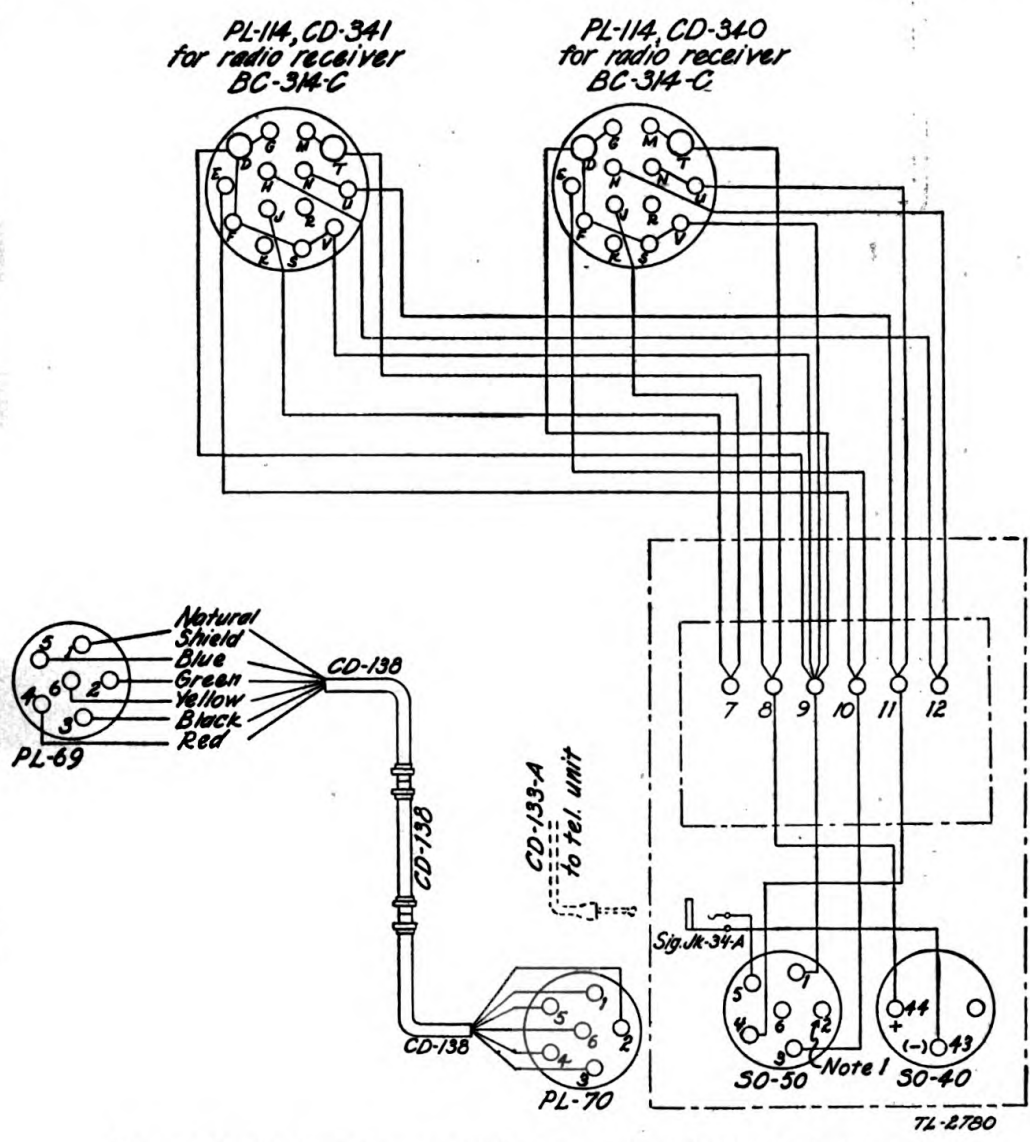 PL-114, CD-341
for radio receiver
BC-314-C
PL-114, CD-340
for radio receiver
BC-314-C
G
M
D
T
E
H
N
U
J
R
F
V
K
S
G
M
D
T
E
H
N
U
J
R
F
V
K
S
Natural
Shield
Blue
Green
Yellow
Black
Red
5
1
6
2
4
3
PL-69
CD-138
CD-138
CD-138
CD-133-A
to tel. unit
7
8
9
10
11
12
Sig. JK-34-A
5
1
6
2
4
3
Note 1
SO-50
44
+
(-)
43
SO-40
1
5
2
6
4
3
PL-70
TL-2780